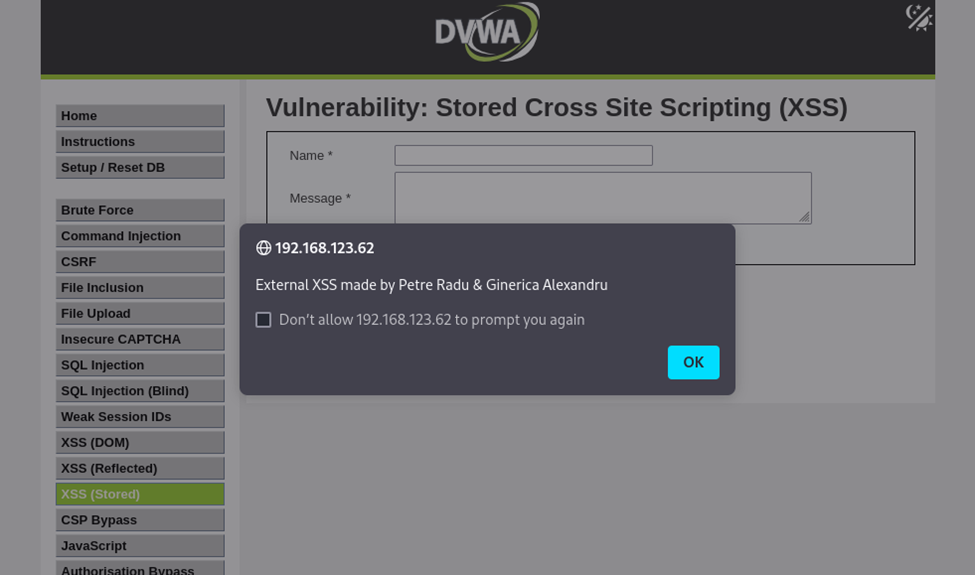 DVWA
Vulnerability: Stored Cross Site Scripting (XSS)
Home
Instructions
Setup / Reset DB
Brute Force
Command Injection
CSRF
File Inclusion
File Upload
Insecure CAPTCHA
SQL Injection
SQL Injection (Blind)
Weak Session IDs
XSS (DOM)
XSS (Reflected)
XSS (Stored)
CSP Bypass
JavaScript
Authorisation Bypass
Name *
Message *
192.168.123.62
External XSS made by Petre Radu & Ginerica Alexandru
Don't allow 192.168.123.62 to prompt you again
OK